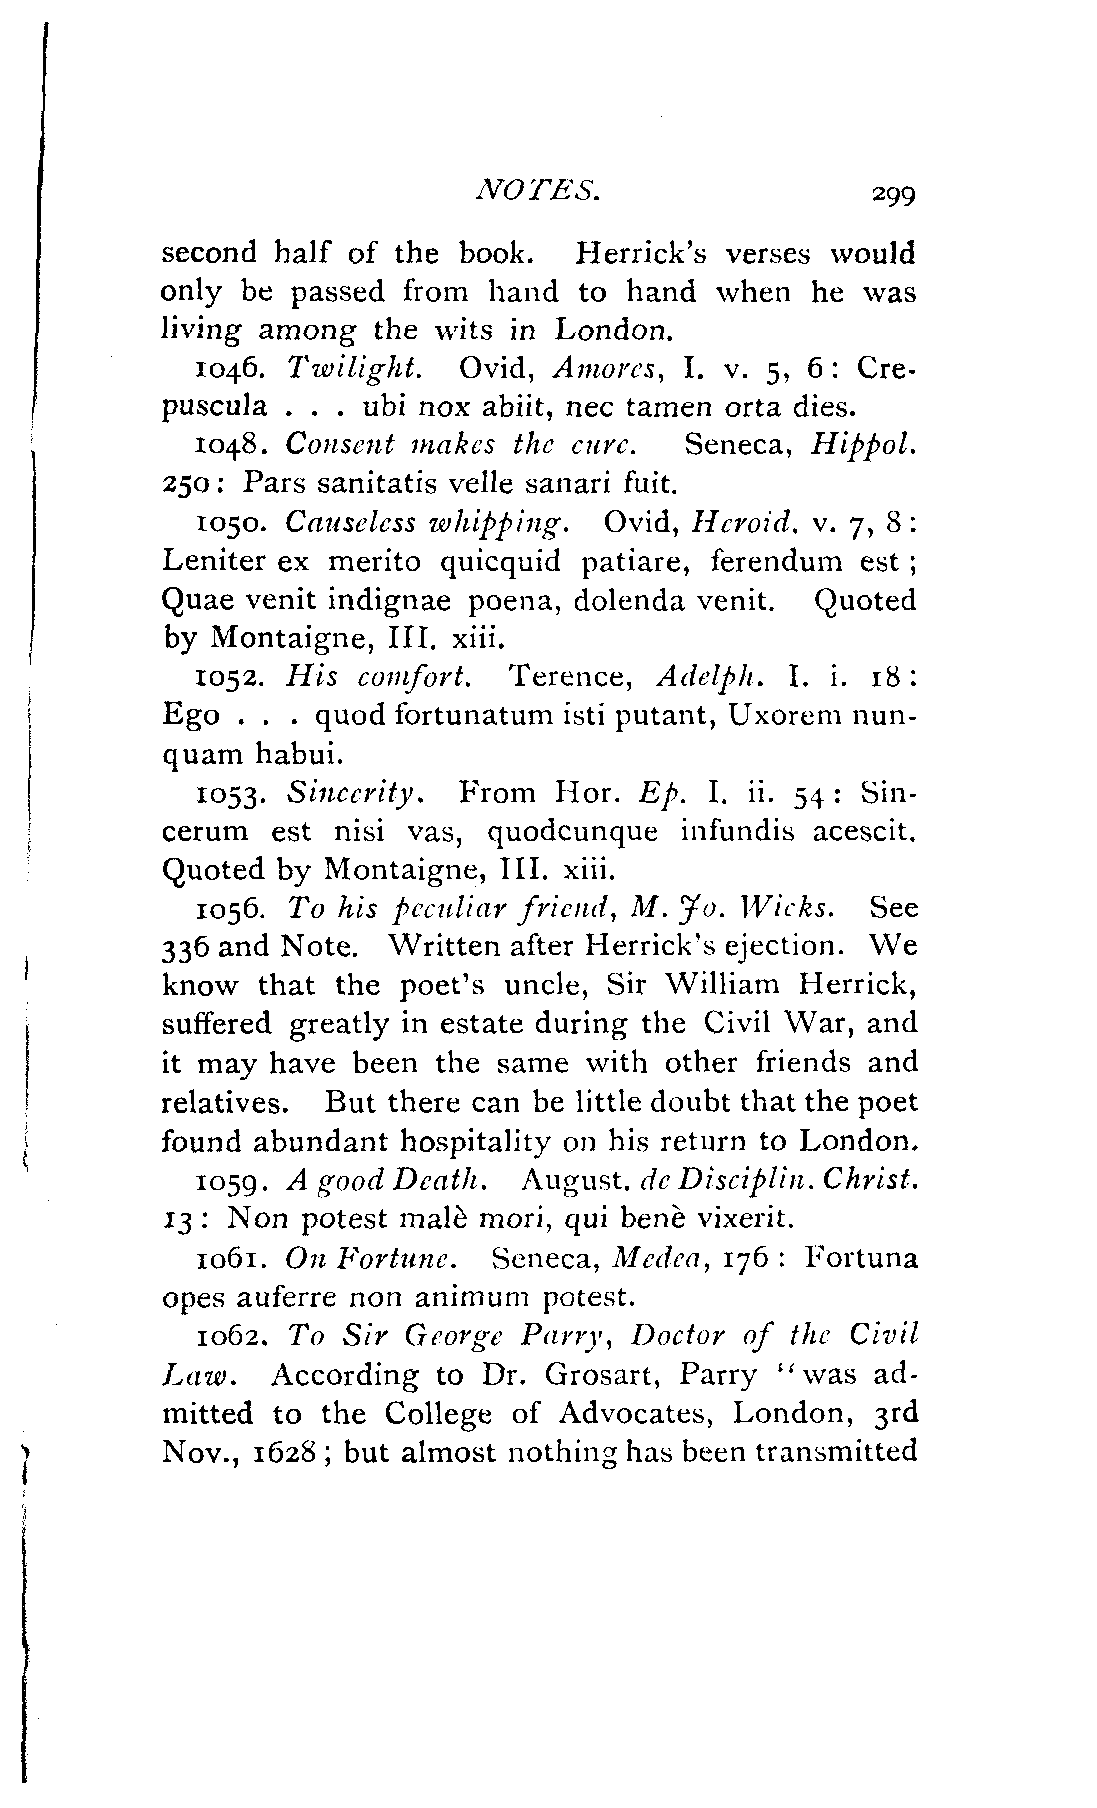 NOTES. 299
second half of the book. Herrick's verses would
only be passed from hand to hand when he was
living among the wits in London.
1046. Twilight. Ovid, Amores, I. v. 5, 6: Cre-
puscula . . . ubi nox abiit, nec tamen orta dies.
1048. Consent makes the cure. Seneca, Hippol.
250: Pars sanitatis velle sanari fuit.
1050. Causeless whipping. Ovid, Heroid. v. 7, 8:
Leniter ex merito quicquid patiare, ferendum est;
Quae venit indignae poena, dolenda venit. Quoted
by Montaigne, III. xiii.
1052. His comfort. Terence, Adelph. I. i. 18:
Ego . . . quod fortunatum isti putant, Uxorem nun-
quam habui.
1053. Sincerity. From Hor. Ep. I. ii. 54: Sin-
cerum est nisi vas, quodcunque infundis acescit.
Quoted by Montaigne, III. xiii.
1056. To his peculiar friend, M. Jo. Wicks. See
336 and Note. Written after Herrick's ejection. We
know that the poet's uncle, Sir William Herrick,
suffered greatly in estate during the Civil War, and
it may have been the same with other friends and
relatives. But there can be little doubt that the poet
found abundant hospitality on his return to London.
1059. A good Death. August. de Disciplin. Christ.
13: Non potest malè mori, qui benè vixerit.
1061. On Fortune. Seneca, Medea, 176: Fortuna
opes auferre non animum potest.
1062. To Sir George Parry, Doctor of the Civil
Law. According to Dr. Grosart, Parry "was ad-
mitted to the College of Advocates, London, 3rd
Nov., 1628; but almost nothing has been transmitted